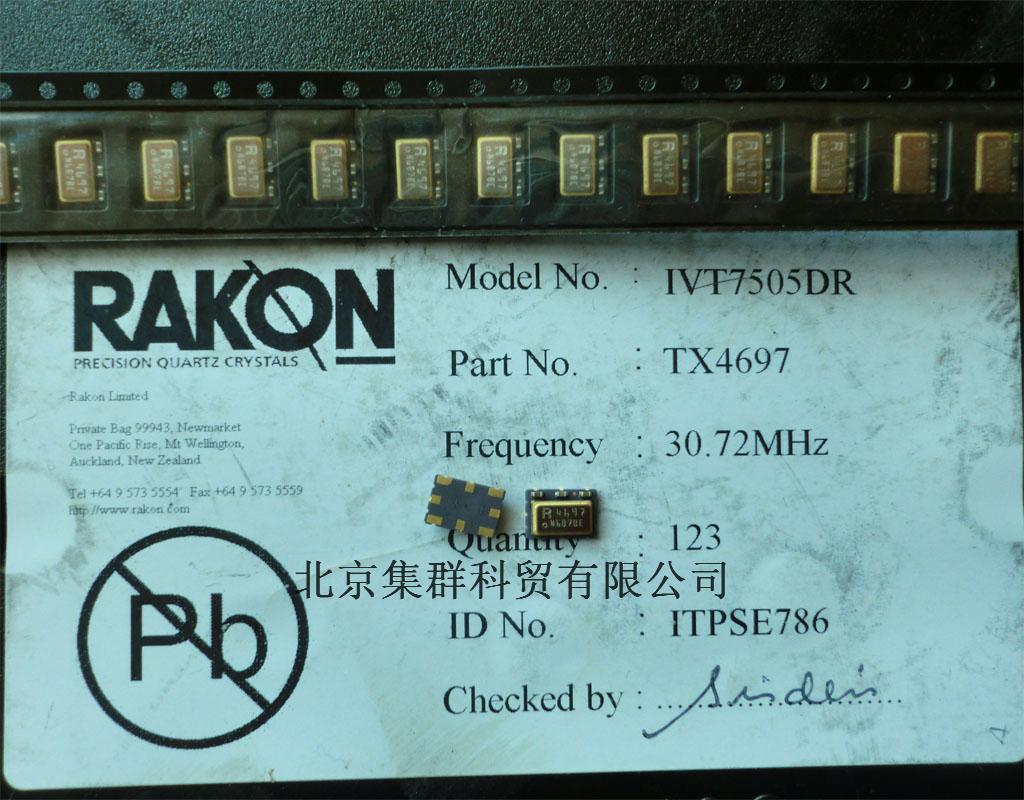 RAKON
PRECISION QUARTZ CRYSTALS
Rakon Limited
Private Bag 99943, Newmarket
One Pacific Rise, Mt Wellington,
Auckland, New Zealand
Tel +64 9 573 5554 Fax +64 9 573 5559
http://www.rakon.com
Pb
Model No. : IVT7505DR
Part No. : TX4697
Frequency : 30.72MHz
R 4697
Quantity : 123
北京集群科贸有限公司
ID No. : ITPSE786
Checked by :